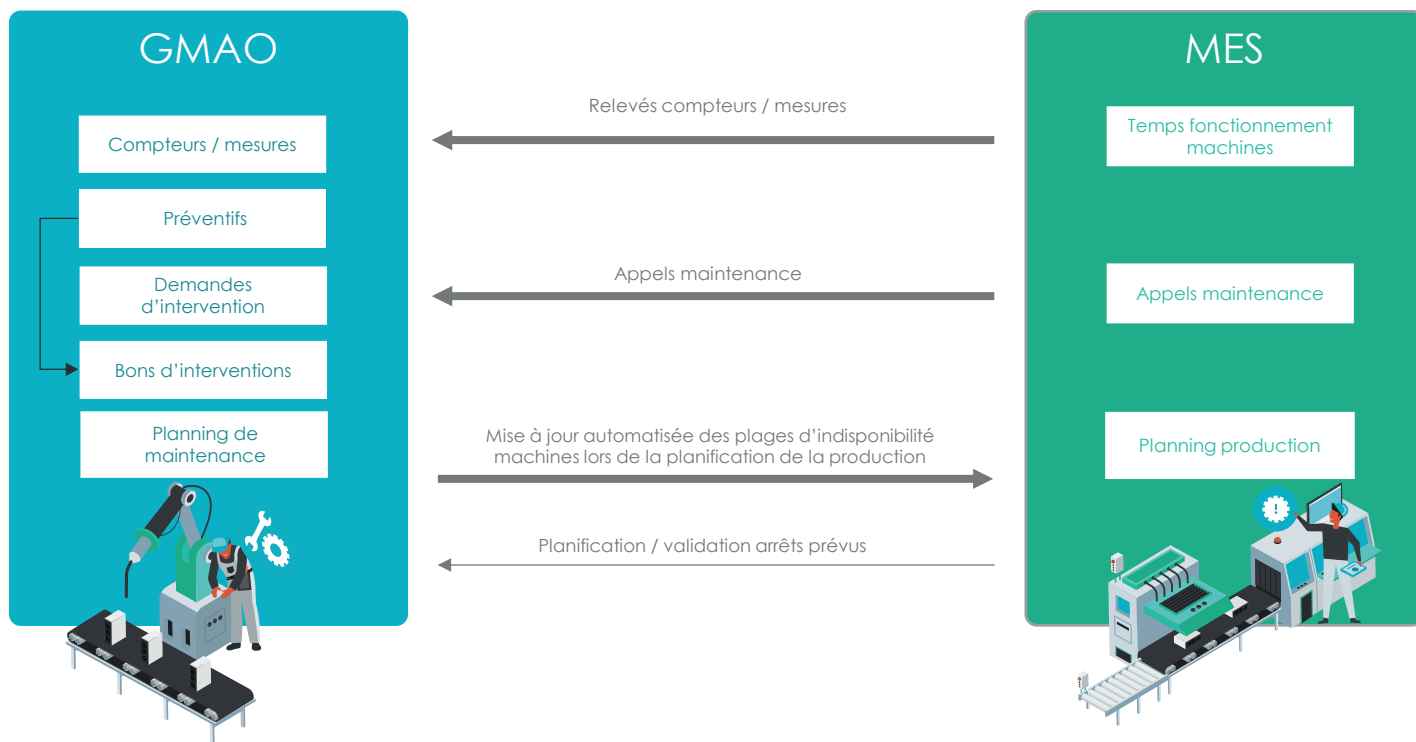 GMAO
Compteurs / mesures
Préventifs
Demandes
d’intervention
Bons d’interventions
Planning de
maintenance
Relevés compteurs / mesures
Appels maintenance
Mise à jour automatisée des plages d’indisponibilité
machines lors de la planification de la production
Planification / validation arrêts prévus
MES
Temps fonctionnement
machines
Appels maintenance
Planning production
!